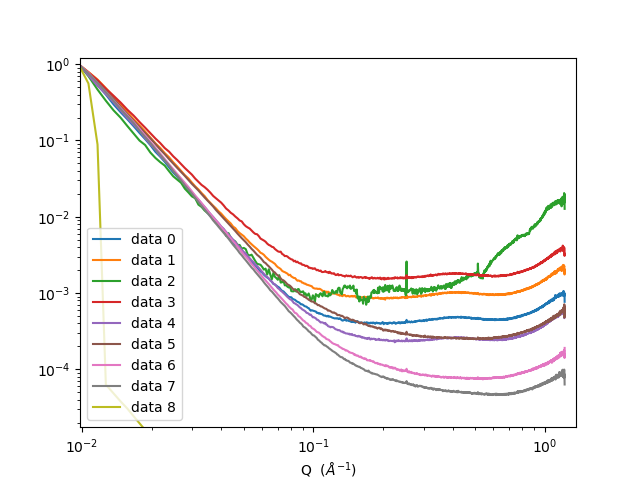 10⁰
10⁻¹
10⁻²
10⁻³
10⁻⁴
data 0
data 1
data 2
data 3
data 4
data 5
data 6
data 7
data 8
10⁻² 10⁻¹ 10⁰
Q (Å⁻¹)